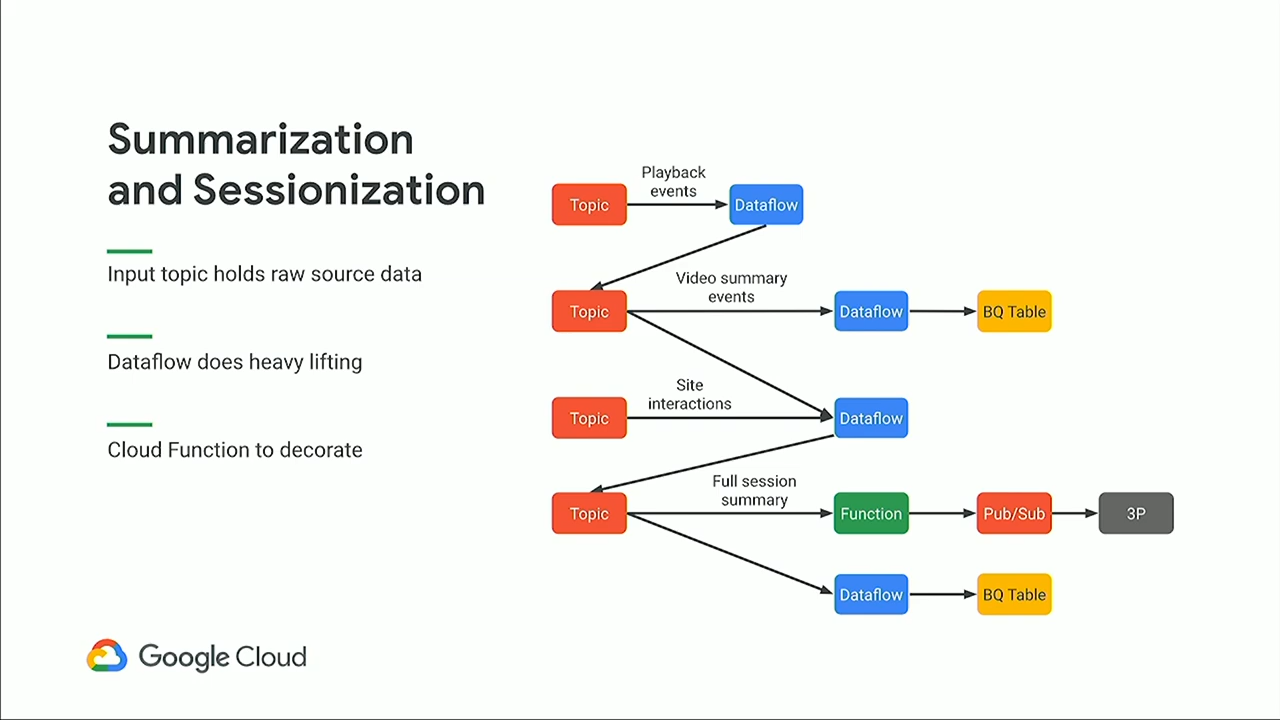 Summarization
and Sessionization
Input topic holds raw source data
Dataflow does heavy lifting
Cloud Function to decorate
Playback
events
Topic
Dataflow
Video summary
events
Topic
Dataflow
BQ Table
Site
interactions
Topic
Dataflow
Full session
summary
Topic
Function
Pub/Sub
3P
Dataflow
BQ Table
Google Cloud